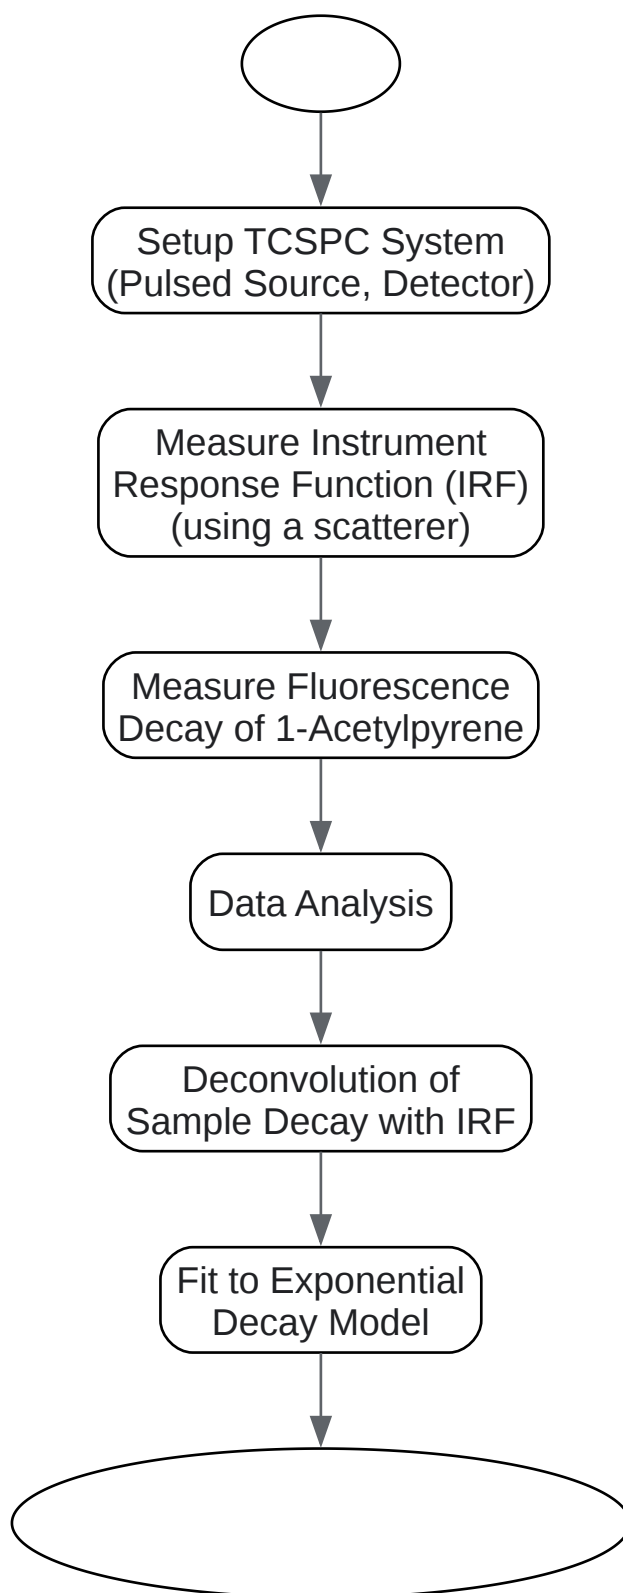 Setup TCSPC System
(Pulsed Source, Detector)
Measure Instrument
Response Function (IRF)
(using a scatterer)
Measure Fluorescence
Decay of 1-Acetylpyrene
Data Analysis
Deconvolution of
Sample Decay with IRF
Fit to Exponential
Decay Model